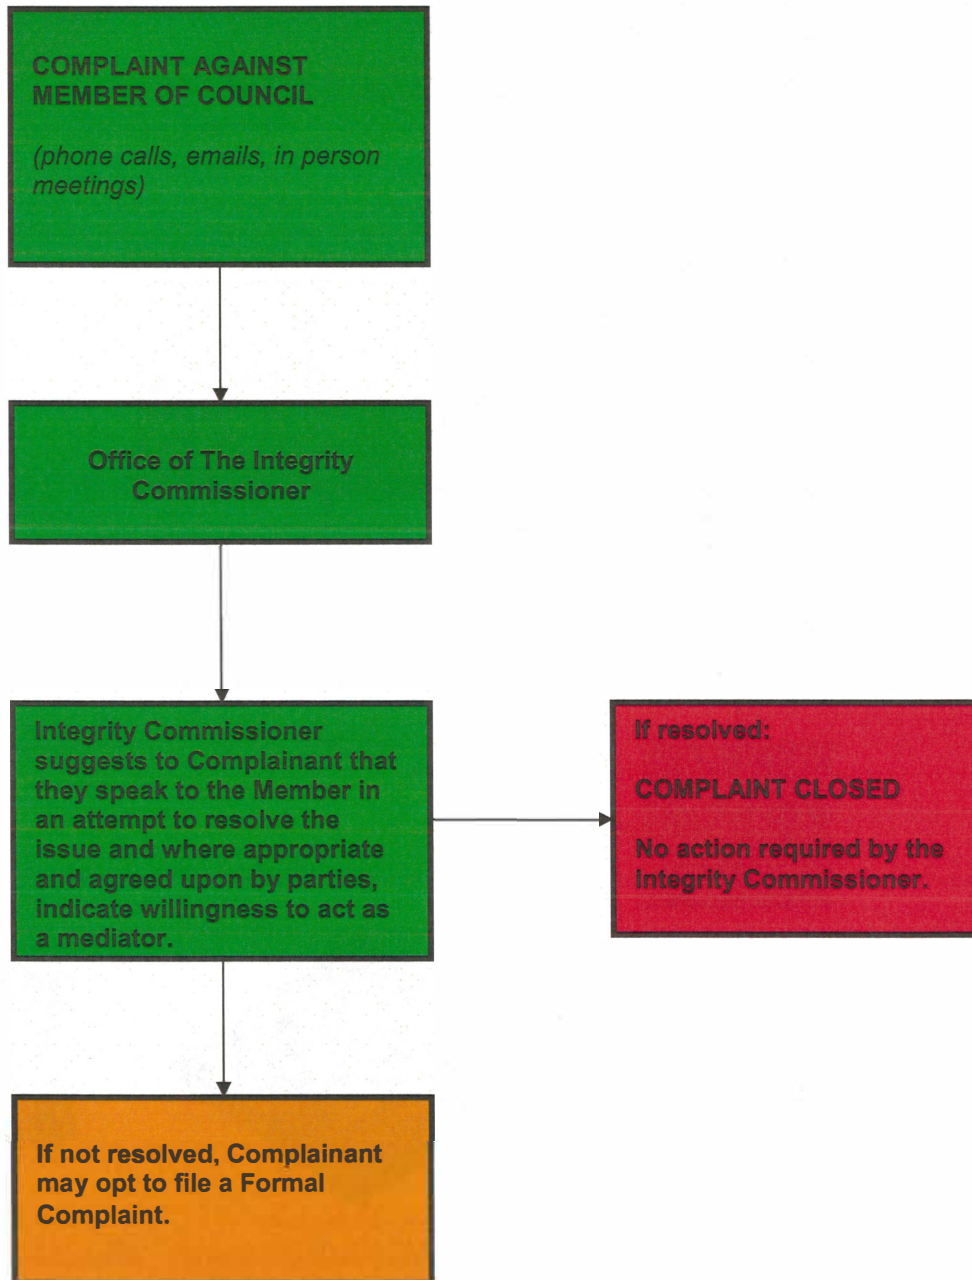 COMPLAINT AGAINST
MEMBER OF COUNCIL
(phone calls, emails, in person
meetings)
Office of The Integrity
Commissioner
Integrity Commissioner
suggests to Complainant that
they speak to the Member in
an attempt to resolve the
issue and where appropriate
and agreed upon by parties,
indicate willingness to act as
a mediator.
If resolved:
COMPLAINT CLOSED
No action required by the
Integrity Commissioner.
If not resolved, Complainant
may opt to file a Formal
Complaint.